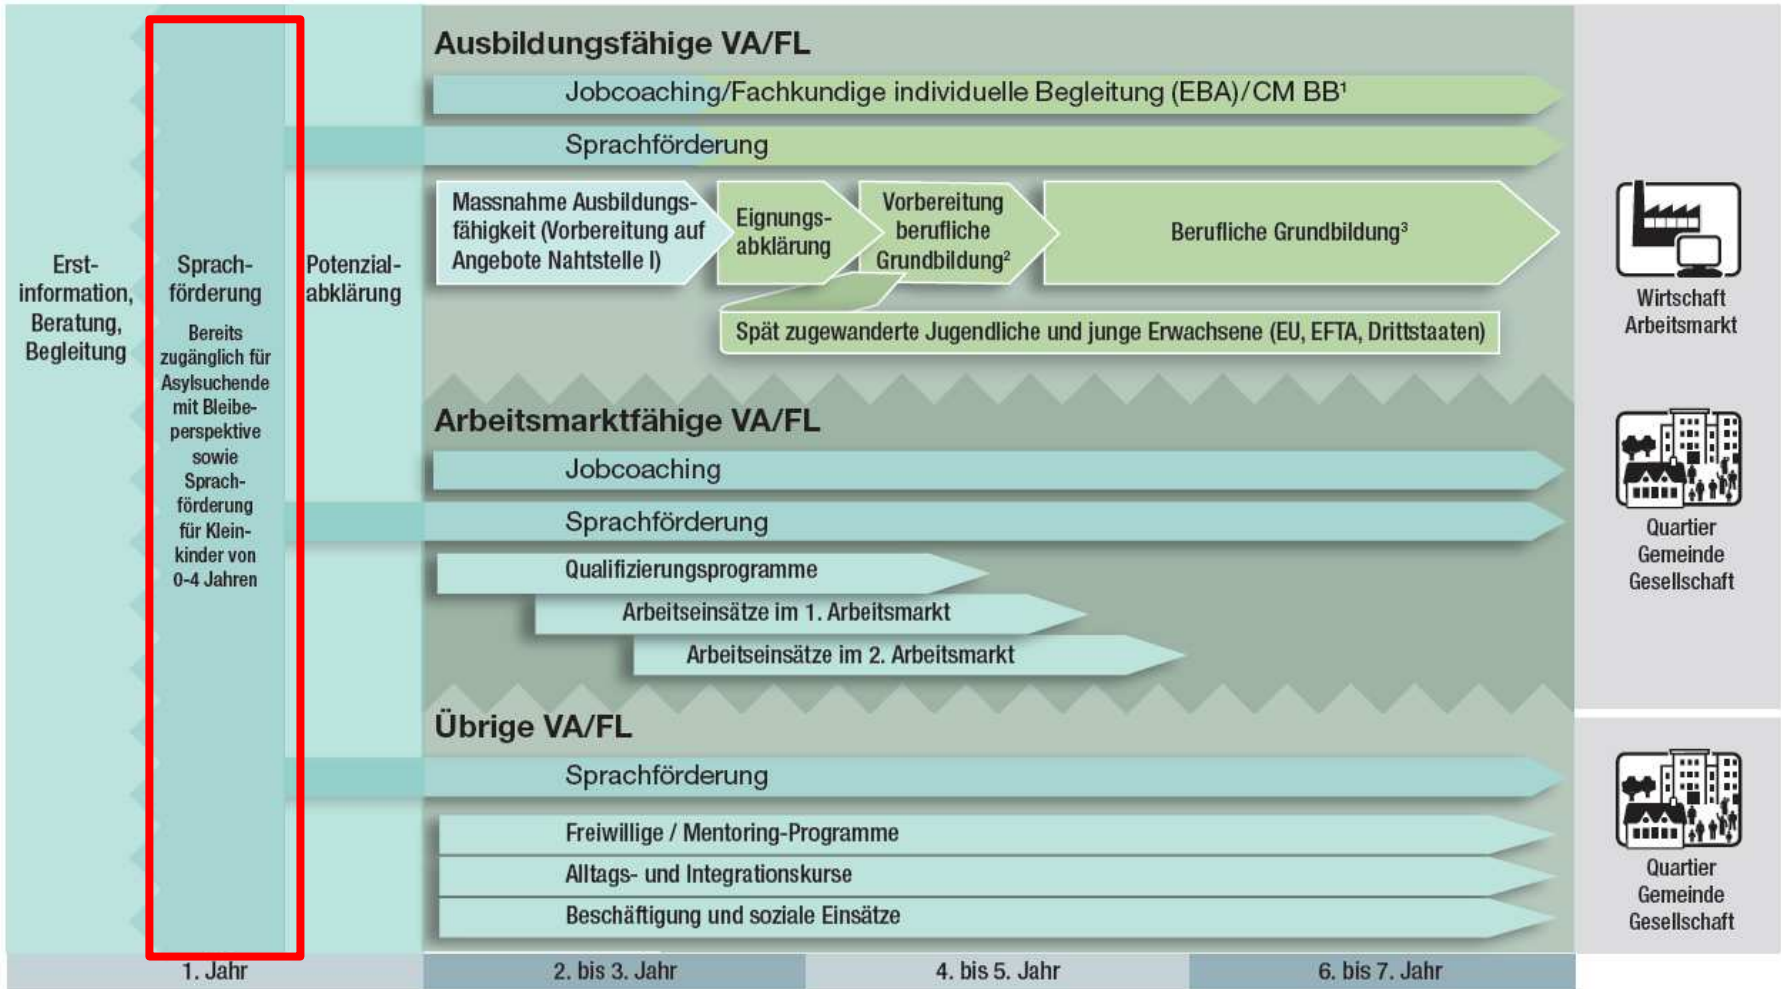 Erst-
information,
Beratung,
Begleitung
Sprach-
förderung
Bereits
zugänglich für
Asylsuchende
mit Bleibe-
perspektive
sowie
Sprach-
förderung
für Klein-
kinder von
0-4 Jahren
Potenzial-
abklärung
Ausbildungsfähige VA/FL
Jobcoaching/Fachkundige individuelle Begleitung (EBA)/CM BB¹
Sprachförderung
Massnahme Ausbildungs-
fähigkeit (Vorbereitung auf
Angebote Nahtstelle I)
Eignungs-
abklärung
Vorbereitung
berufliche
Grundbildung²
Berufliche Grundbildung³
Spät zugewanderte Jugendliche und junge Erwachsene (EU, EFTA, Drittstaaten)
Arbeitsmarktfähige VA/FL
Jobcoaching
Sprachförderung
Qualifizierungsprogramme
Arbeitseinsätze im 1. Arbeitsmarkt
Arbeitseinsätze im 2. Arbeitsmarkt
Übrige VA/FL
Sprachförderung
Freiwillige / Mentoring-Programme
Alltags- und Integrationskurse
Beschäftigung und soziale Einsätze
Wirtschaft
Arbeitsmarkt
Quartier
Gemeinde
Gesellschaft
Quartier
Gemeinde
Gesellschaft
1. Jahr
2. bis 3. Jahr
4. bis 5. Jahr
6. bis 7. Jahr